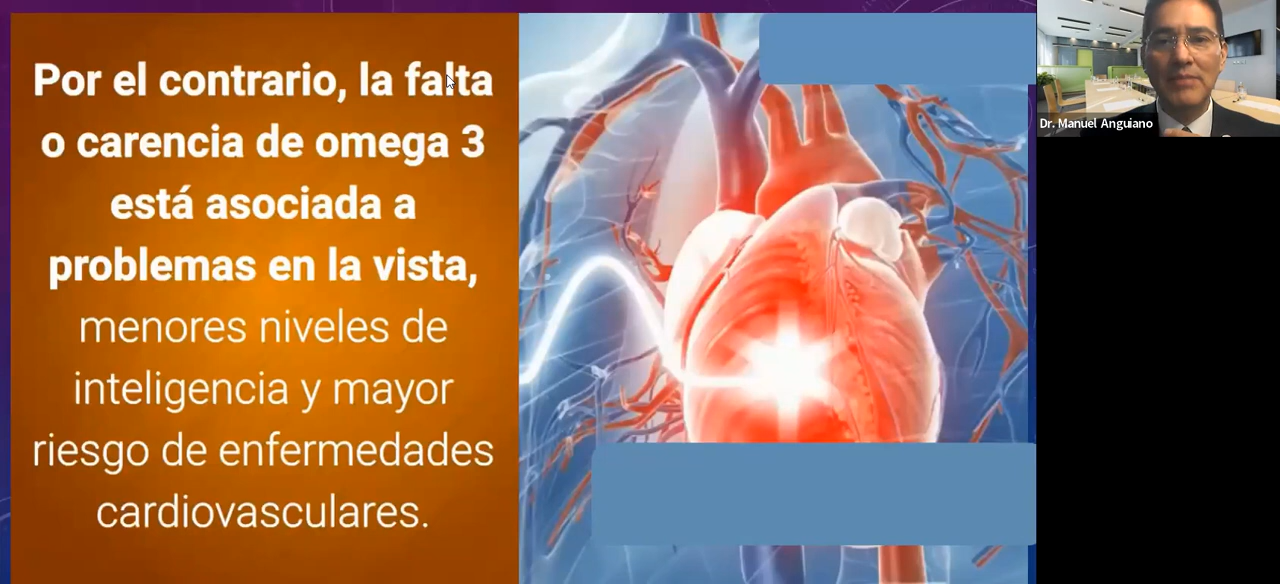 Por el contrario, la falta
o carencia de omega 3
está asociada a
problemas en la vista,
menores niveles de
inteligencia y mayor
riesgo de enfermedades
cardiovasculares.
Dr. Manuel Anguiano